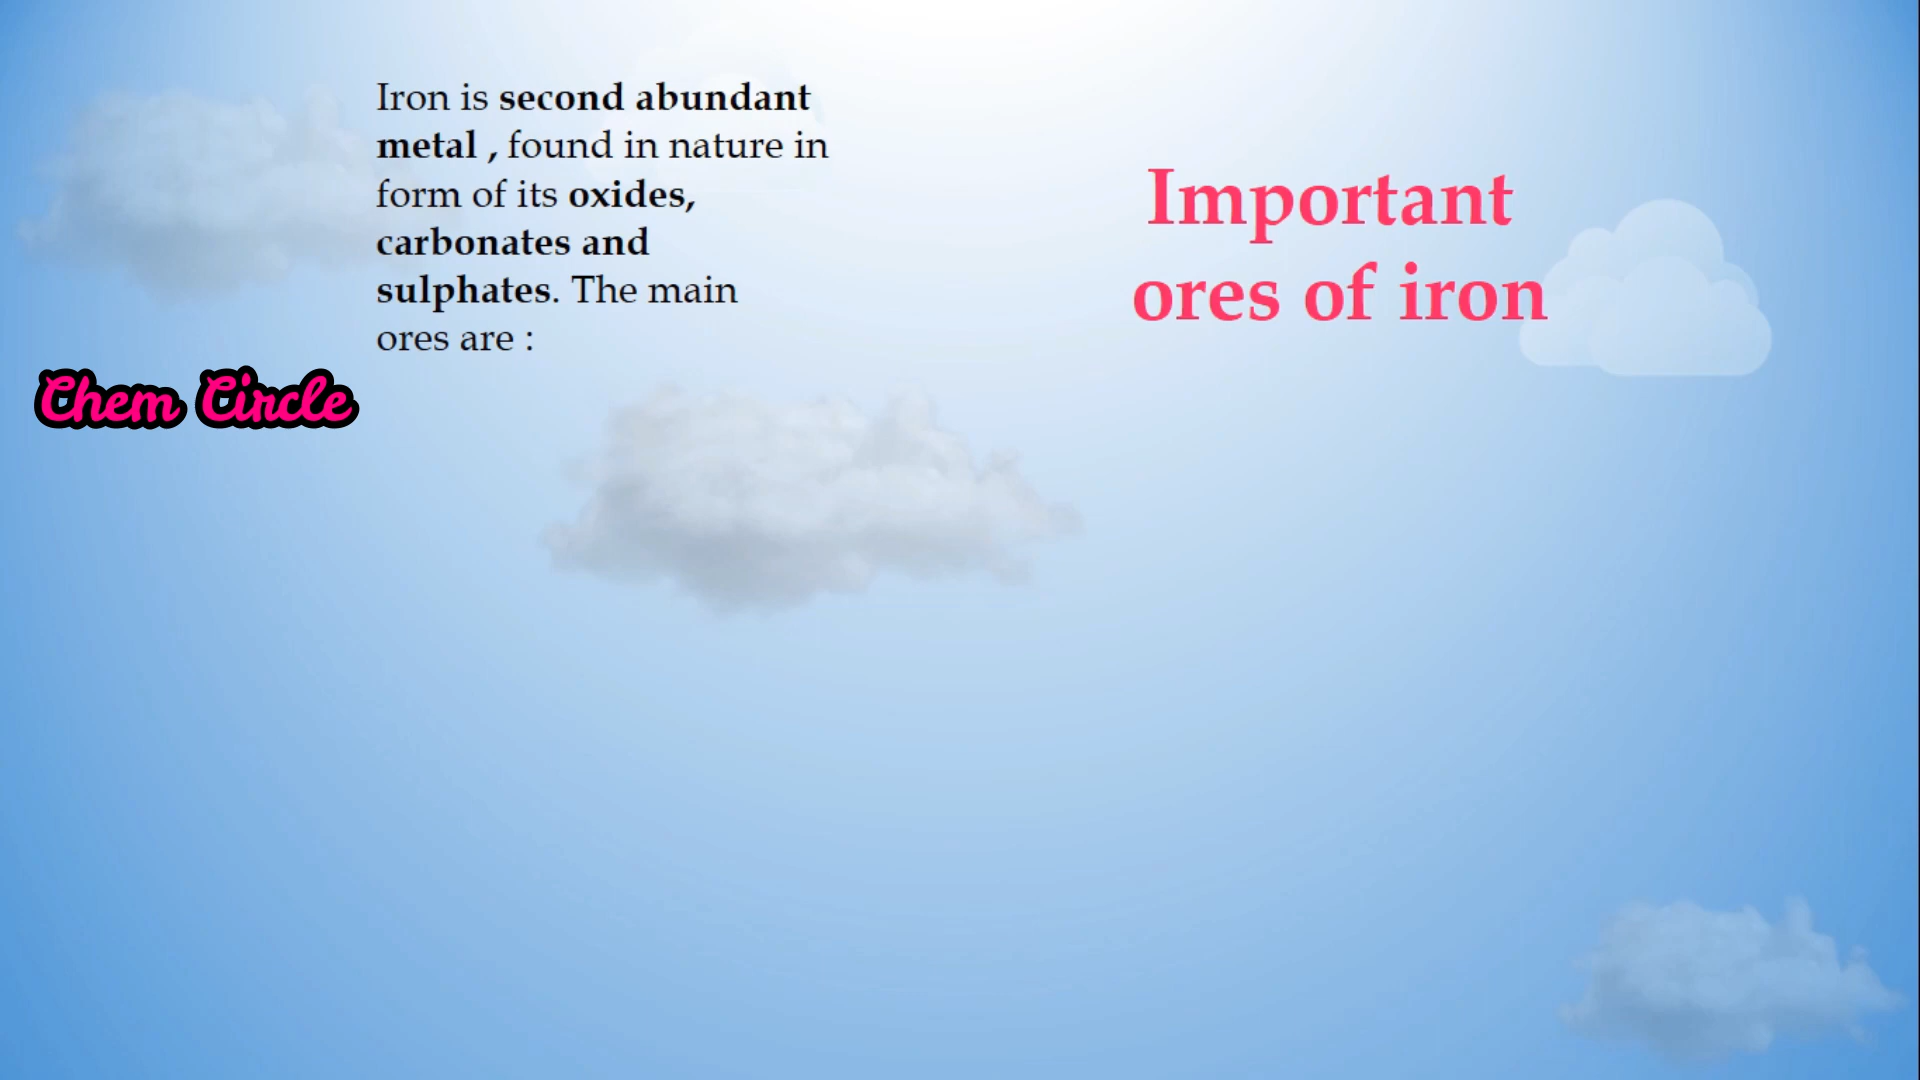 Iron is second abundant
metal , found in nature in
form of its oxides,
carbonates and
sulphates. The main
ores are :
Important
ores of iron
Chem Circle